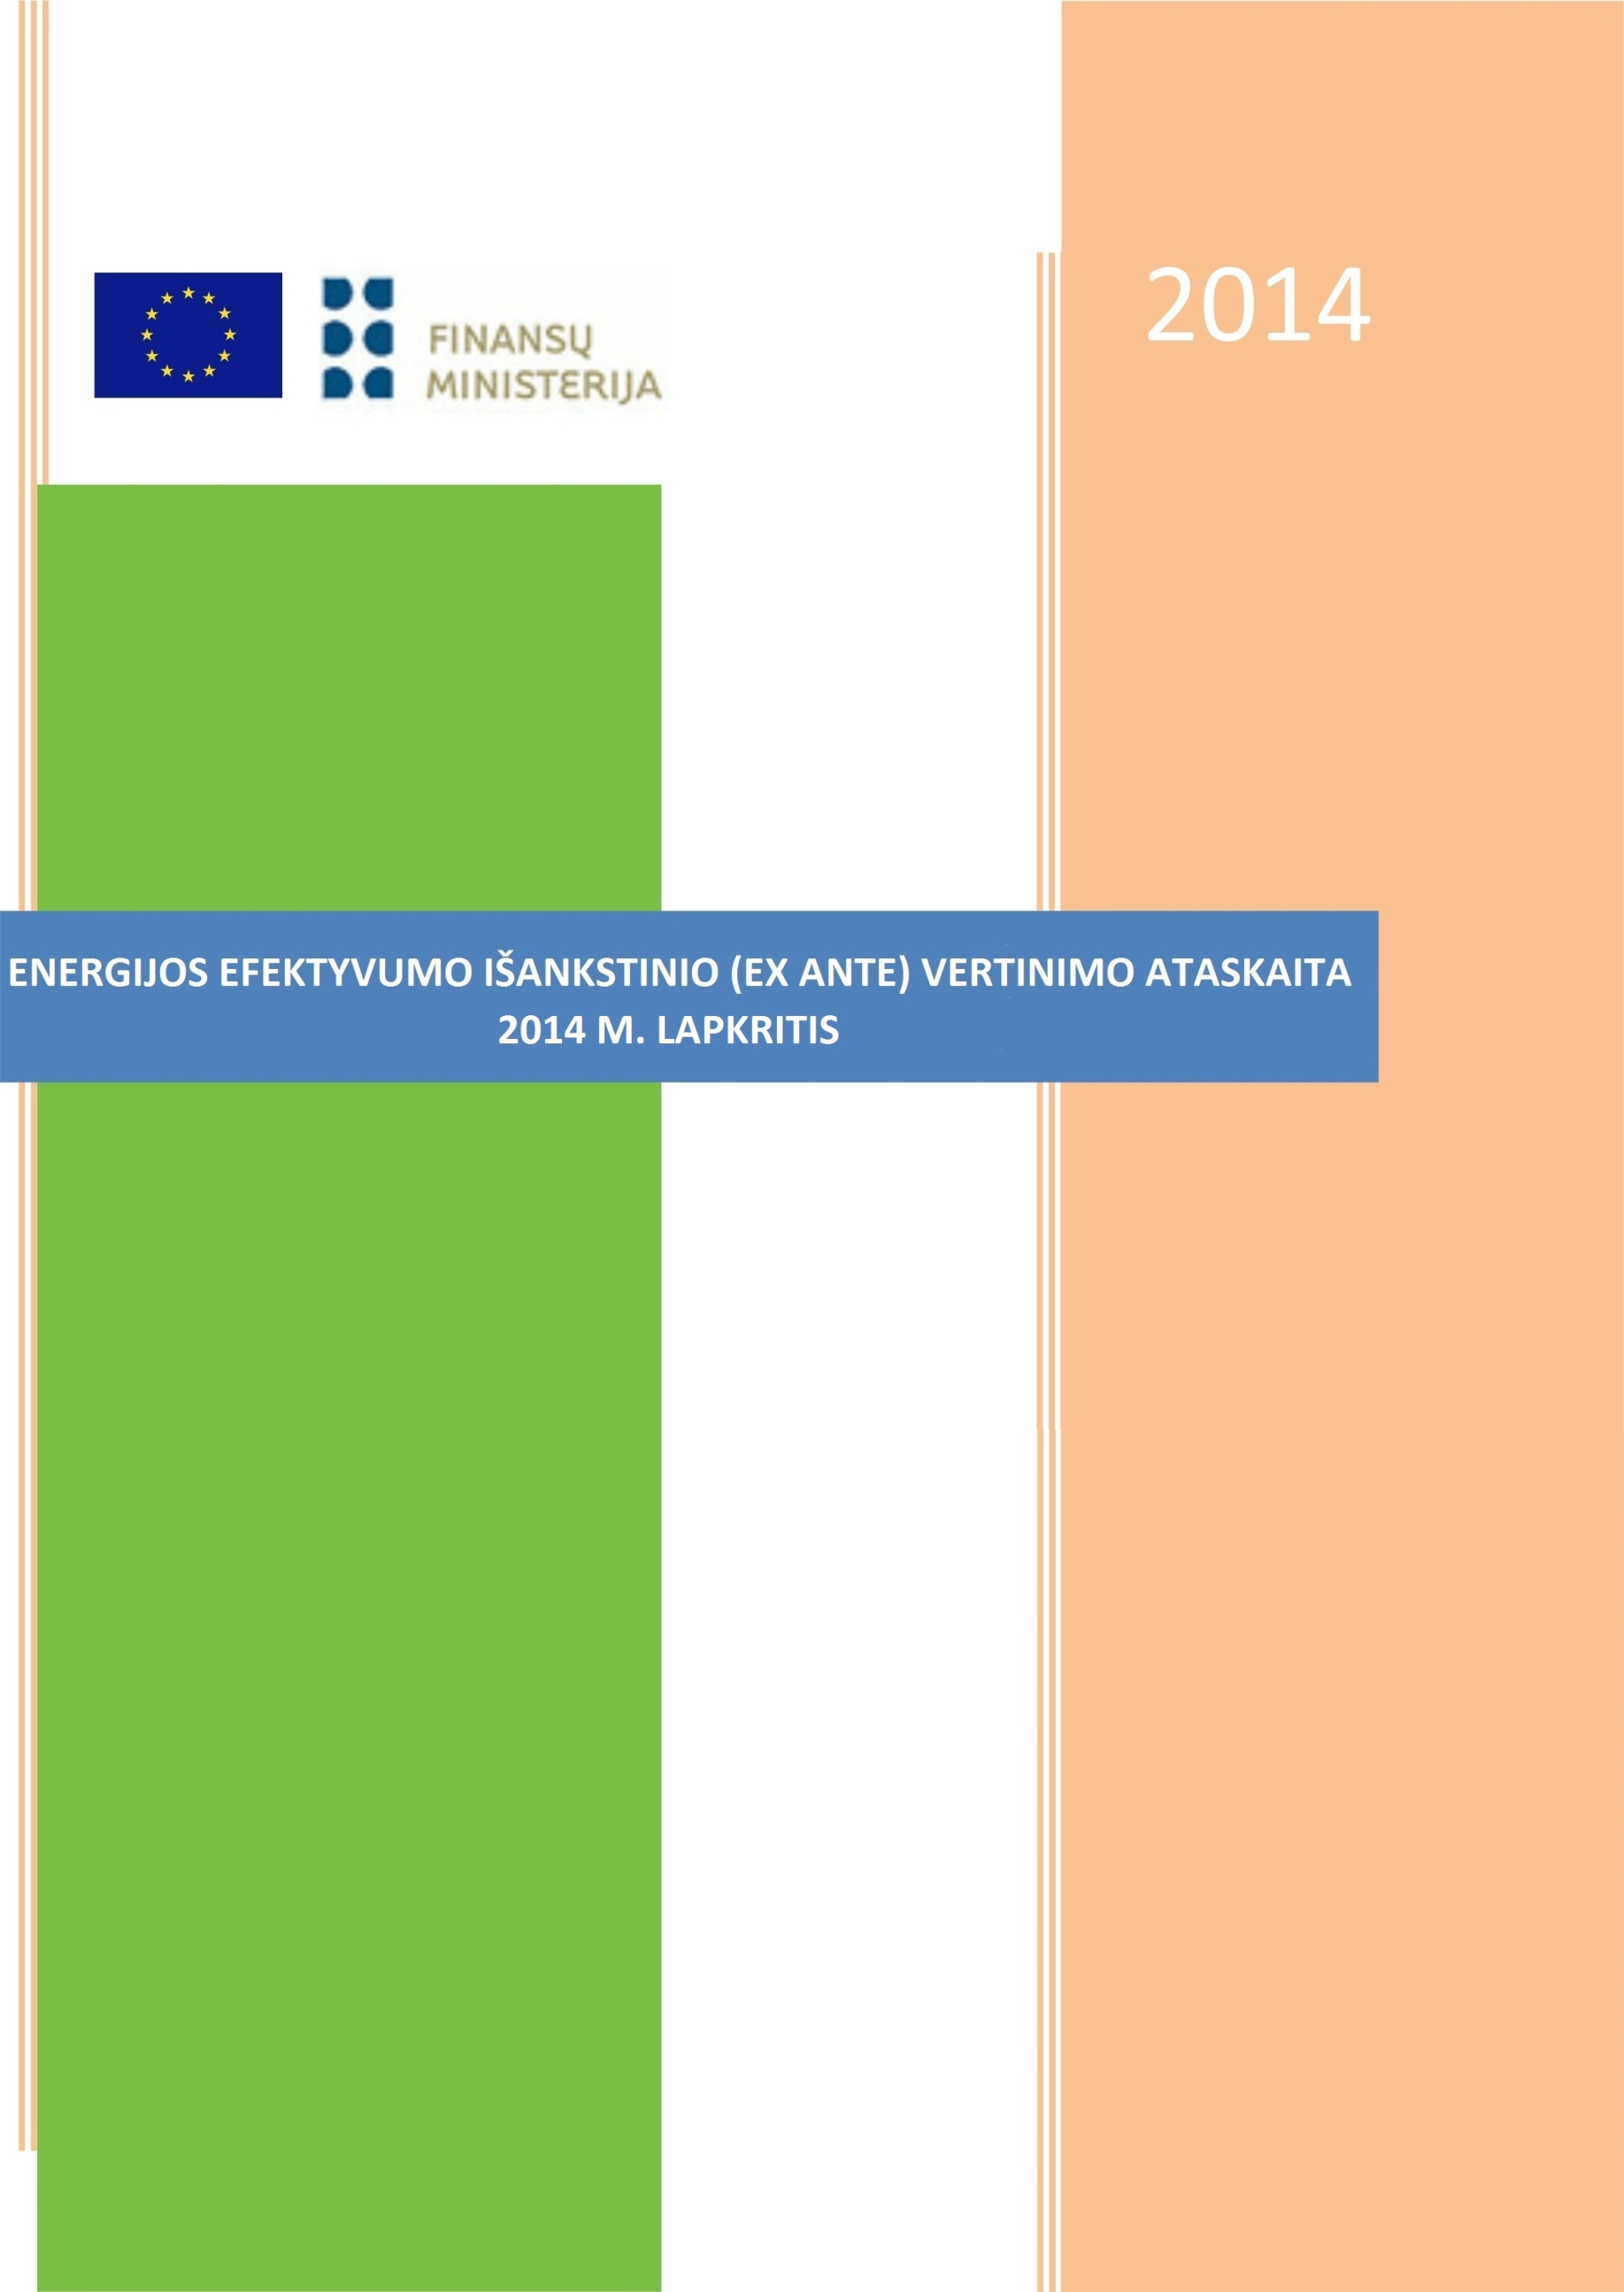 FINANSŲ
MINISTERIJA
2014
ENERGIJOS EFEKTYVUMO IŠANKSTINIO (EX ANTE) VERTINIMO ATASKAITA
2014 M. LAPKRITIS